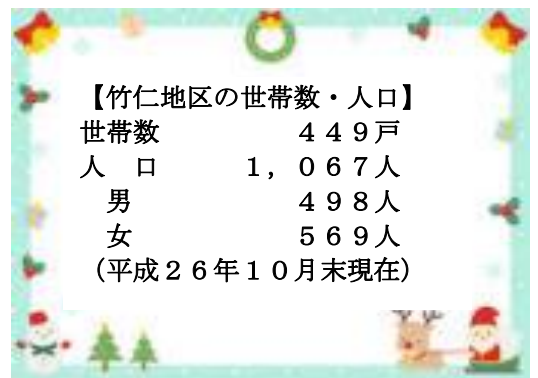 【竹仁地区の世帯数・人口】
世帯数　　　　　４４９戸
人　口　　　１，０６７人
　男　　　　　　４９８人
　女　　　　　　５６９人
（平成２６年１０月末現在）